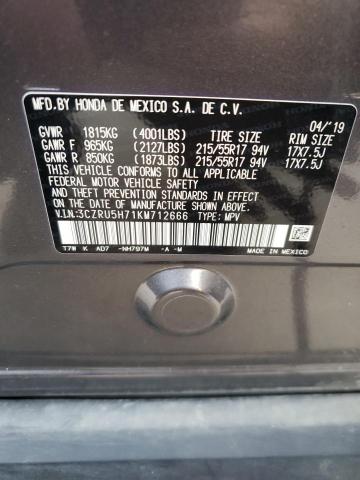 MFD.BY HONDA DE MEXICO S.A. DE C.V.
04/'19
GVWR 1815KG (4001LBS) TIRE SIZE RIM SIZE
GAWR F 965KG (2127LBS) 215/55R17 94V 17X7.5J
GAWR R 850KG (1873LBS) 215/55R17 94V 17X7.5J
THIS VEHICLE CONFORMS TO ALL APPLICABLE
FEDERAL MOTOR VEHICLE SAFETY AND THEFT
PREVENTION STANDARDS IN EFFECT ON THE
DATE OF MANUFACTURE SHOWN ABOVE.
V.I.N:3CZRU5H71KM712666 TYPE: MPV
T7W K AD7 -NH797M -A -M
MADE IN MEXICO